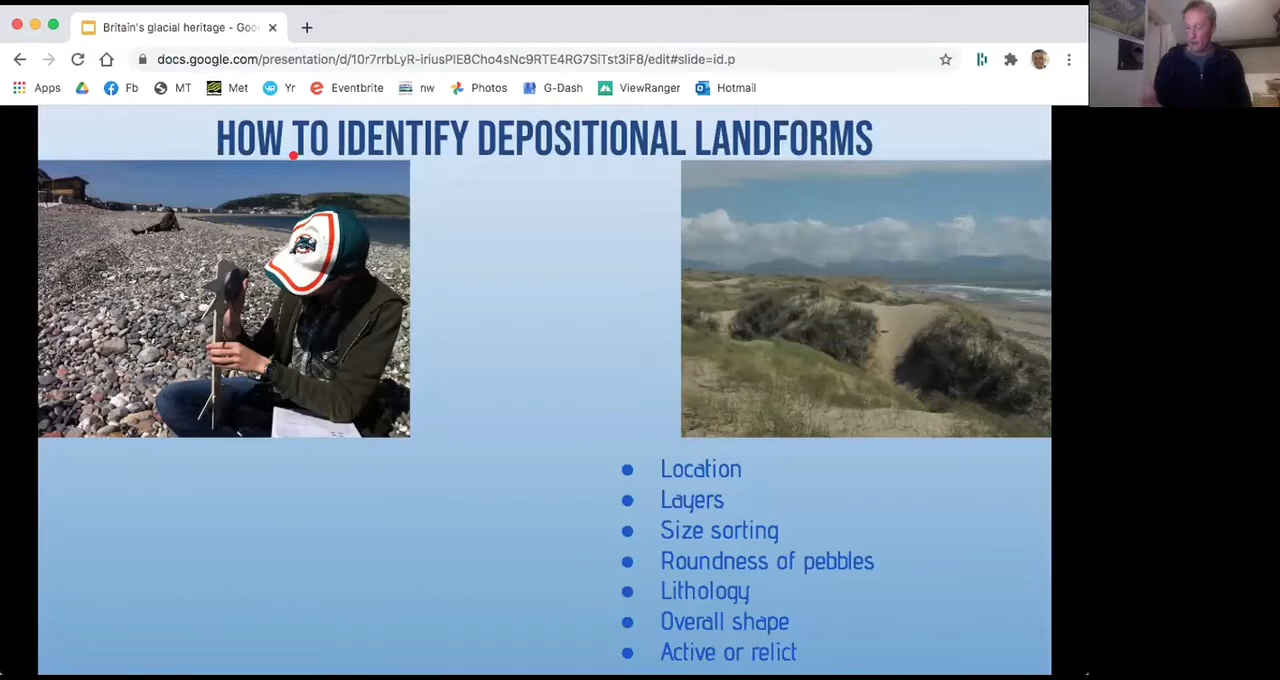 Britain's glacial heritage - Goo
docs.google.com/presentation/d/10r7rrbLyR-iriusPIE8Cho4sNc9RTE4RG7SiTst3iF8/edit#slide=id.p
Apps Fb MT Met Yr Eventbrite nw Photos G-Dash ViewRanger Hotmail
HOW TO IDENTIFY DEPOSITIONAL LANDFORMS
• Location
• Layers
• Size sorting
• Roundness of pebbles
• Lithology
• Overall shape
• Active or relict